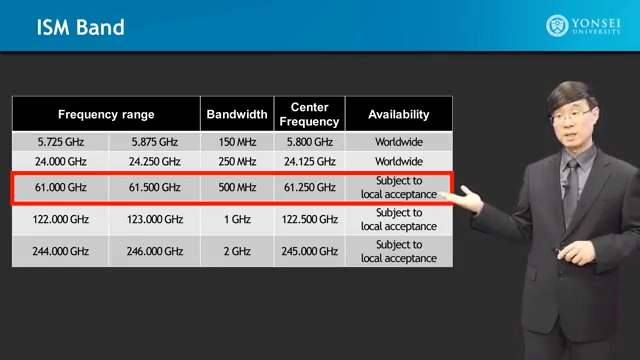 ISM Band
YONSEI
UNIVERSITY
Frequency range Bandwidth Center Frequency Availability
5.725 GHz 5.875 GHz 150 MHz 5.800 GHz Worldwide
24.000 GHz 24.250 GHz 250 MHz 24.125 GHz Worldwide
61.000 GHz 61.500 GHz 500 MHz 61.250 GHz Subject to local acceptance
122.000 GHz 123.000 GHz 1 GHz 122.500 GHz Subject to local acceptance
244.000 GHz 246.000 GHz 2 GHz 245.000 GHz Subject to local acceptance